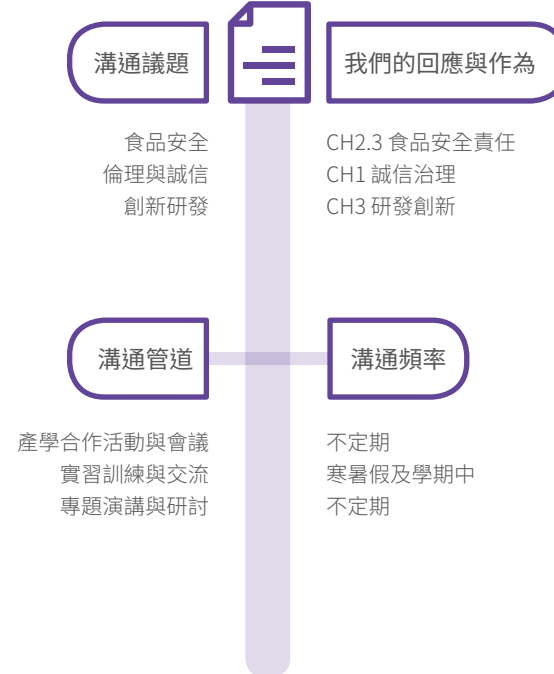 溝通議題
我們的回應與作為
食品安全
CH2.3 食品安全責任
倫理與誠信
CH1 誠信治理
創新研發
CH3 研發創新
溝通管道
溝通頻率
產學合作活動與會議
不定期
實習訓練與交流
寒暑假及學期中
專題演講與研討
不定期